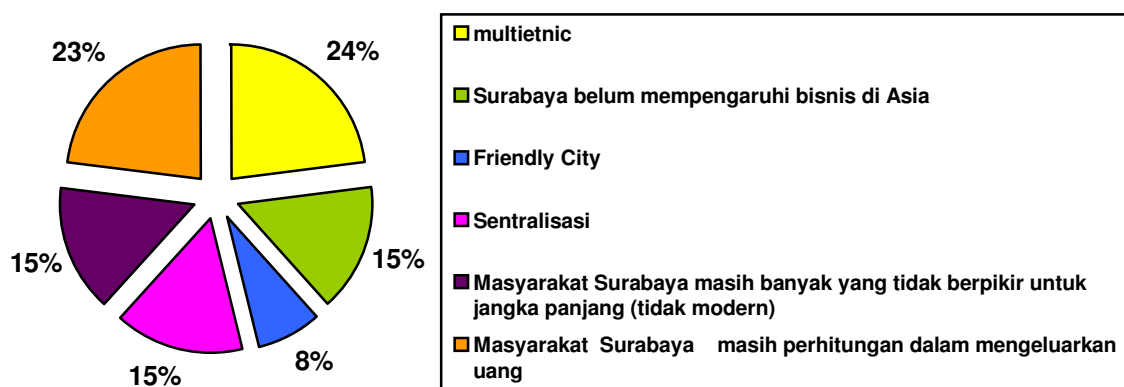 23%
24%
15%
15%
15%
8%
multietnic
Surabaya belum mempengaruhi bisnis di Asia
Friendly City
Sentralisasi
Masyarakat Surabaya masih banyak yang tidak berpikir untuk
jangka panjang (tidak modern)
Masyarakat Surabaya masih perhitungan dalam mengeluarkan
uang